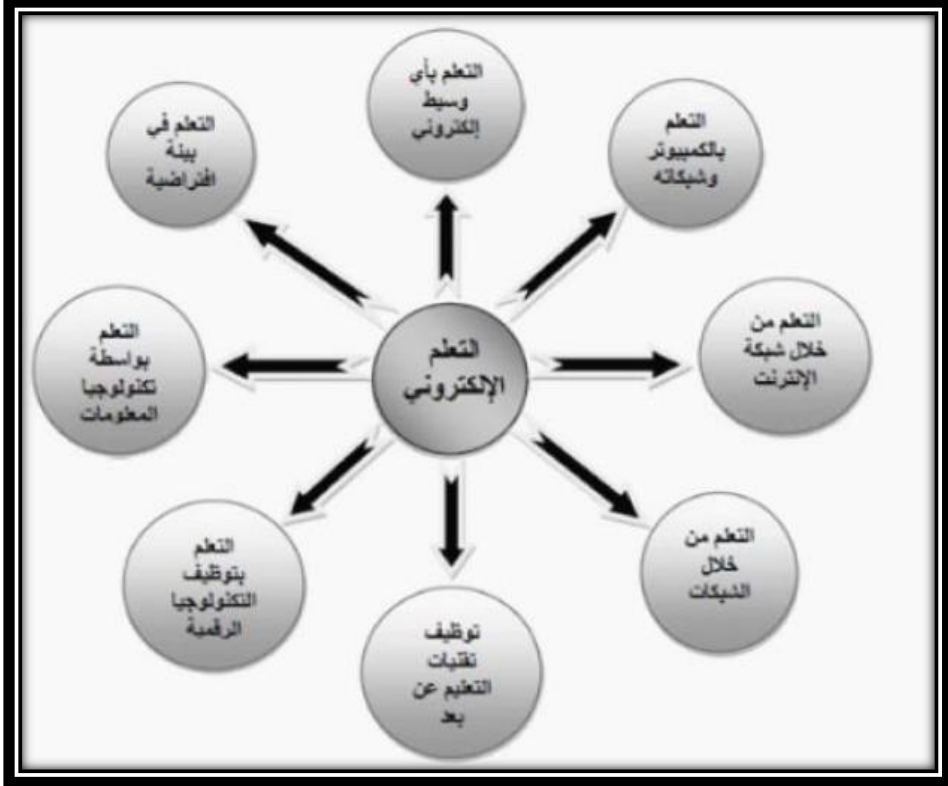 التعلم بأي
وسيط
إلكتروني
التعلم
بالكمبيوتر
وشبكاته
التعلم من
خلال شبكة
الإنترنت
التعلم من
خلال
الشبكات
توظيف
تقنيات
التعليم عن
بعد
التعلم
بتوظيف
التكنولوجيا
الرقمية
التعلم
بواسطة
تكنولوجيا
المعلومات
التعلم في
بيئة
افتراضية
التعلم
الإلكتروني